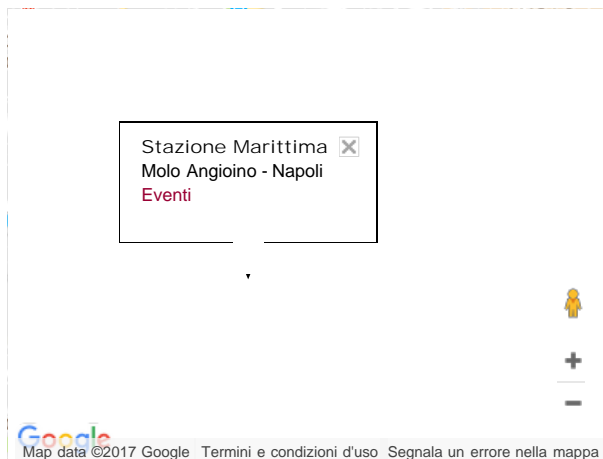 Stazione Marittima
Molo Angioino - Napoli
Eventi
Google
Map data ©2017 Google Termini e condizioni d'uso Segnala un errore nella mappa